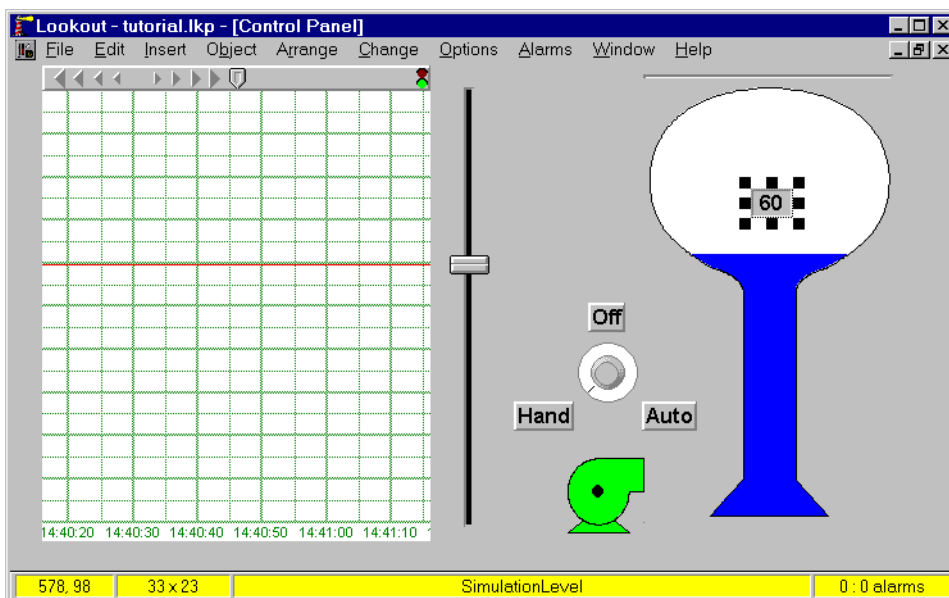 Lookout - tutorial.lkp - [Control Panel]
File Edit Insert Object Arrange Change Options Alarms Window Help
60
Off
Hand Auto
14:40:20 14:40:30 14:40:40 14:40:50 14:41:00 14:41:10
578, 98 33 x 23 SimulationLevel 0 : 0 alarms